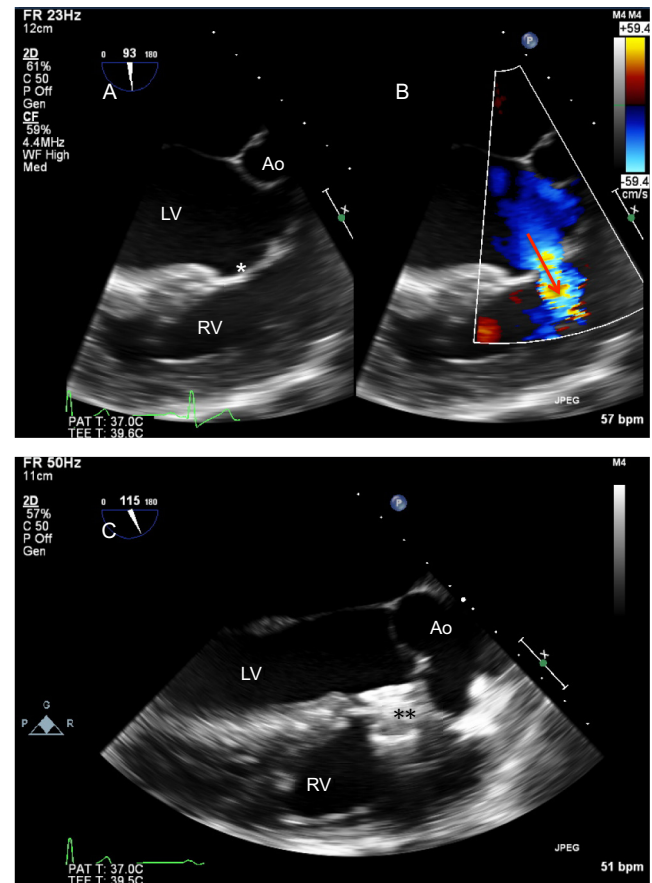 FR 23Hz
12cm
M4 M4
+59.4
2D
61%
C 50
P Off
Gen
CF
59%
4.4MHz
WF High
Med
0 93 180
A
B
P
Ao
LV
*
RV
X
X
-59.4
cm/s
JPEG
PAT T: 37.0C
TEE T: 39.6C
57 bpm
FR 50Hz
11cm
M4
2D
57%
C 50
P Off
Gen
0 115 180
C
P
Ao
X
LV
**
G
P R
RV
JPEG
PAT T: 37.0C
TEE T: 39.5C
51 bpm